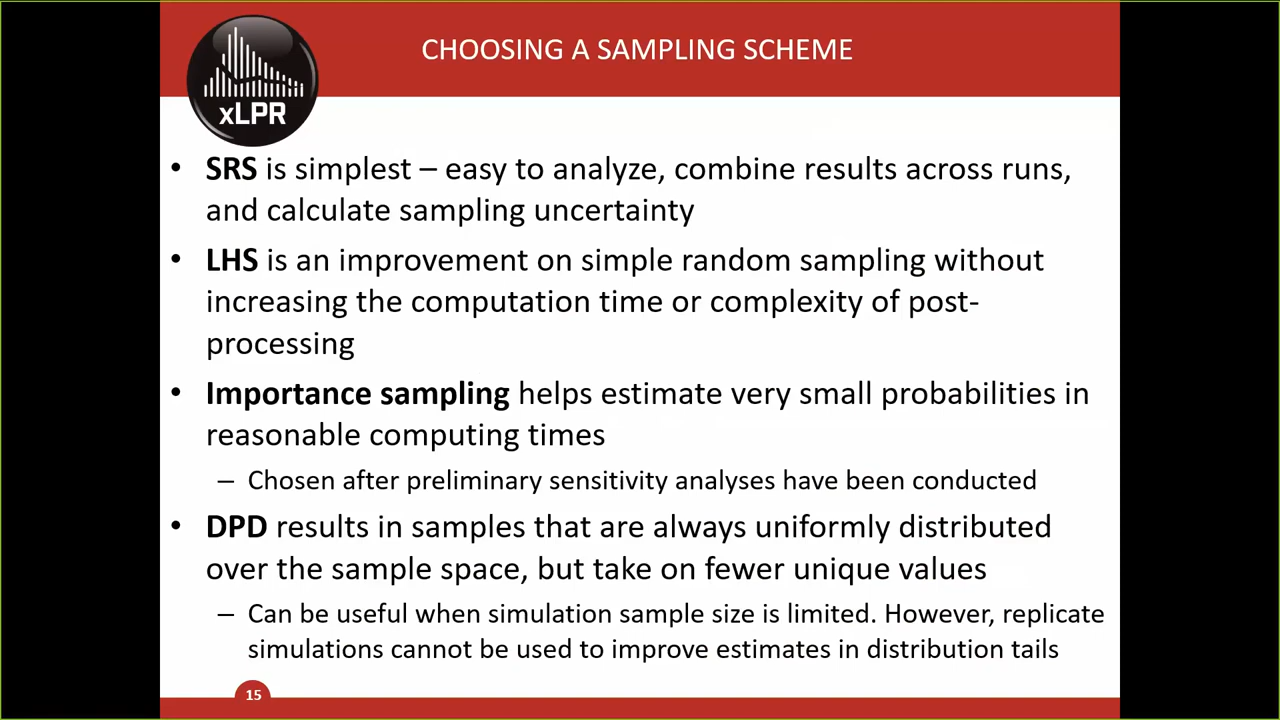 CHOOSING A SAMPLING SCHEME
xLPR
• SRS is simplest – easy to analyze, combine results across runs,
and calculate sampling uncertainty
• LHS is an improvement on simple random sampling without
increasing the computation time or complexity of post-
processing
• Importance sampling helps estimate very small probabilities in
reasonable computing times
– Chosen after preliminary sensitivity analyses have been conducted
• DPD results in samples that are always uniformly distributed
over the sample space, but take on fewer unique values
– Can be useful when simulation sample size is limited. However, replicate
simulations cannot be used to improve estimates in distribution tails
15